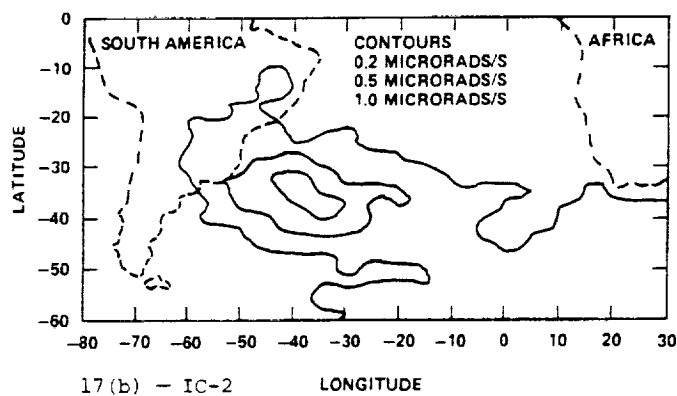 0
SOUTH AMERICA
CONTOURS
AFRICA
0.2 MICRORADS/S
0.5 MICRORADS/S
1.0 MICRORADS/S
-10
-20
-30
-40
-50
-60
LATITUDE
-80 -70 -60 -50 -40 -30 -20 -10 0 10 20 30
17(b) — IC-2
LONGITUDE